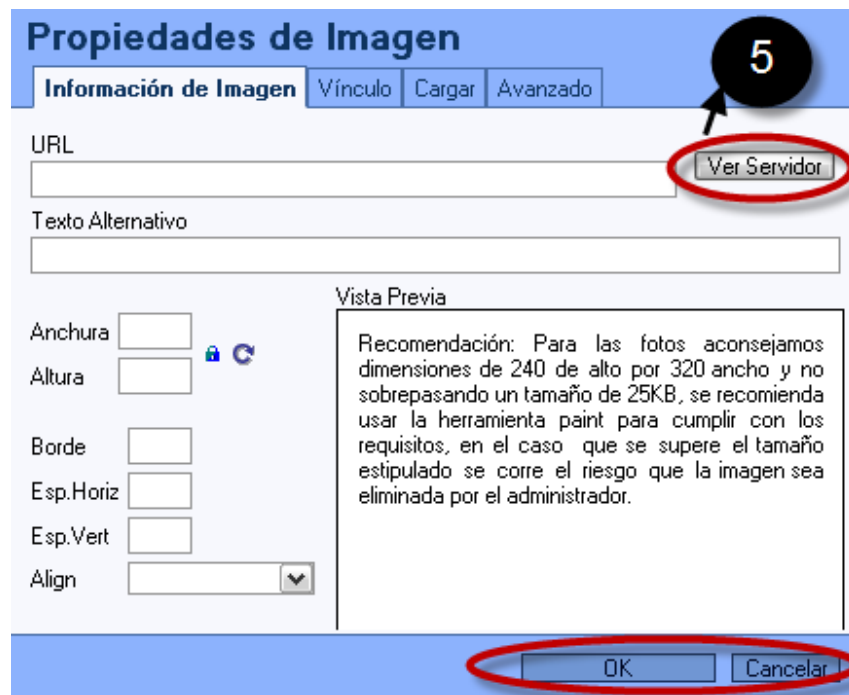 Propiedades de Imagen
5
Información de Imagen Vínculo Cargar Avanzado
URL
Ver Servidor
Texto Alternativo
Vista Previa
Anchura
Altura
Borde
Esp.Horiz
Esp.Vert
Align
Recomendación: Para las fotos aconsejamos
dimensiones de 240 de alto por 320 ancho y no
sobrepasando un tamaño de 25KB, se recomienda
usar la herramienta paint para cumplir con los
requisitos, en el caso que se supere el tamaño
estipulado se corre el riesgo que la imagen sea
eliminada por el administrador.
OK Cancelar